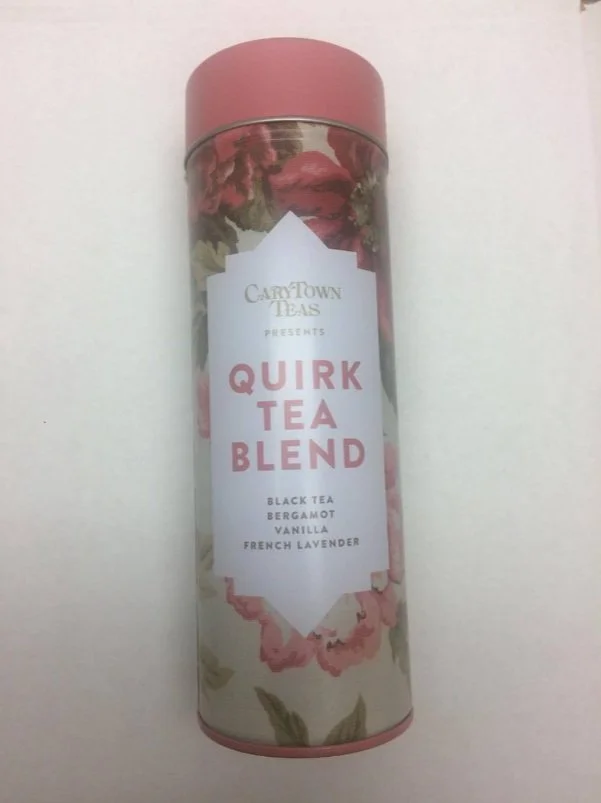 CARYTOWN
TEAS
PRESENTS
QUIRK
TEA
BLEND
BLACK TEA
BERGAMOT
VANILLA
FRENCH LAVENDER